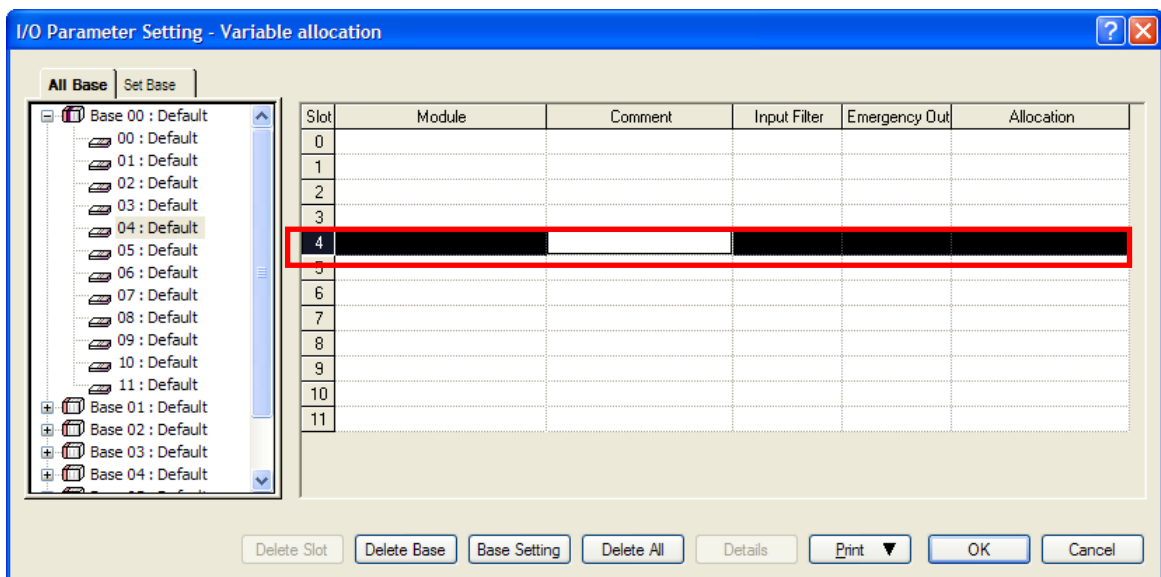 I/O Parameter Setting - Variable allocation
All Base Set Base
Base 00 : Default
00 : Default
01 : Default
02 : Default
03 : Default
04 : Default
05 : Default
06 : Default
07 : Default
08 : Default
09 : Default
10 : Default
11 : Default
Base 01 : Default
Base 02 : Default
Base 03 : Default
Base 04 : Default
Slot Module Comment Input Filter Emergency Out Allocation
0
1
2
3
4
5
6
7
8
9
10
11
Delete Slot Delete Base Base Setting Delete All Details Print ▼ OK Cancel